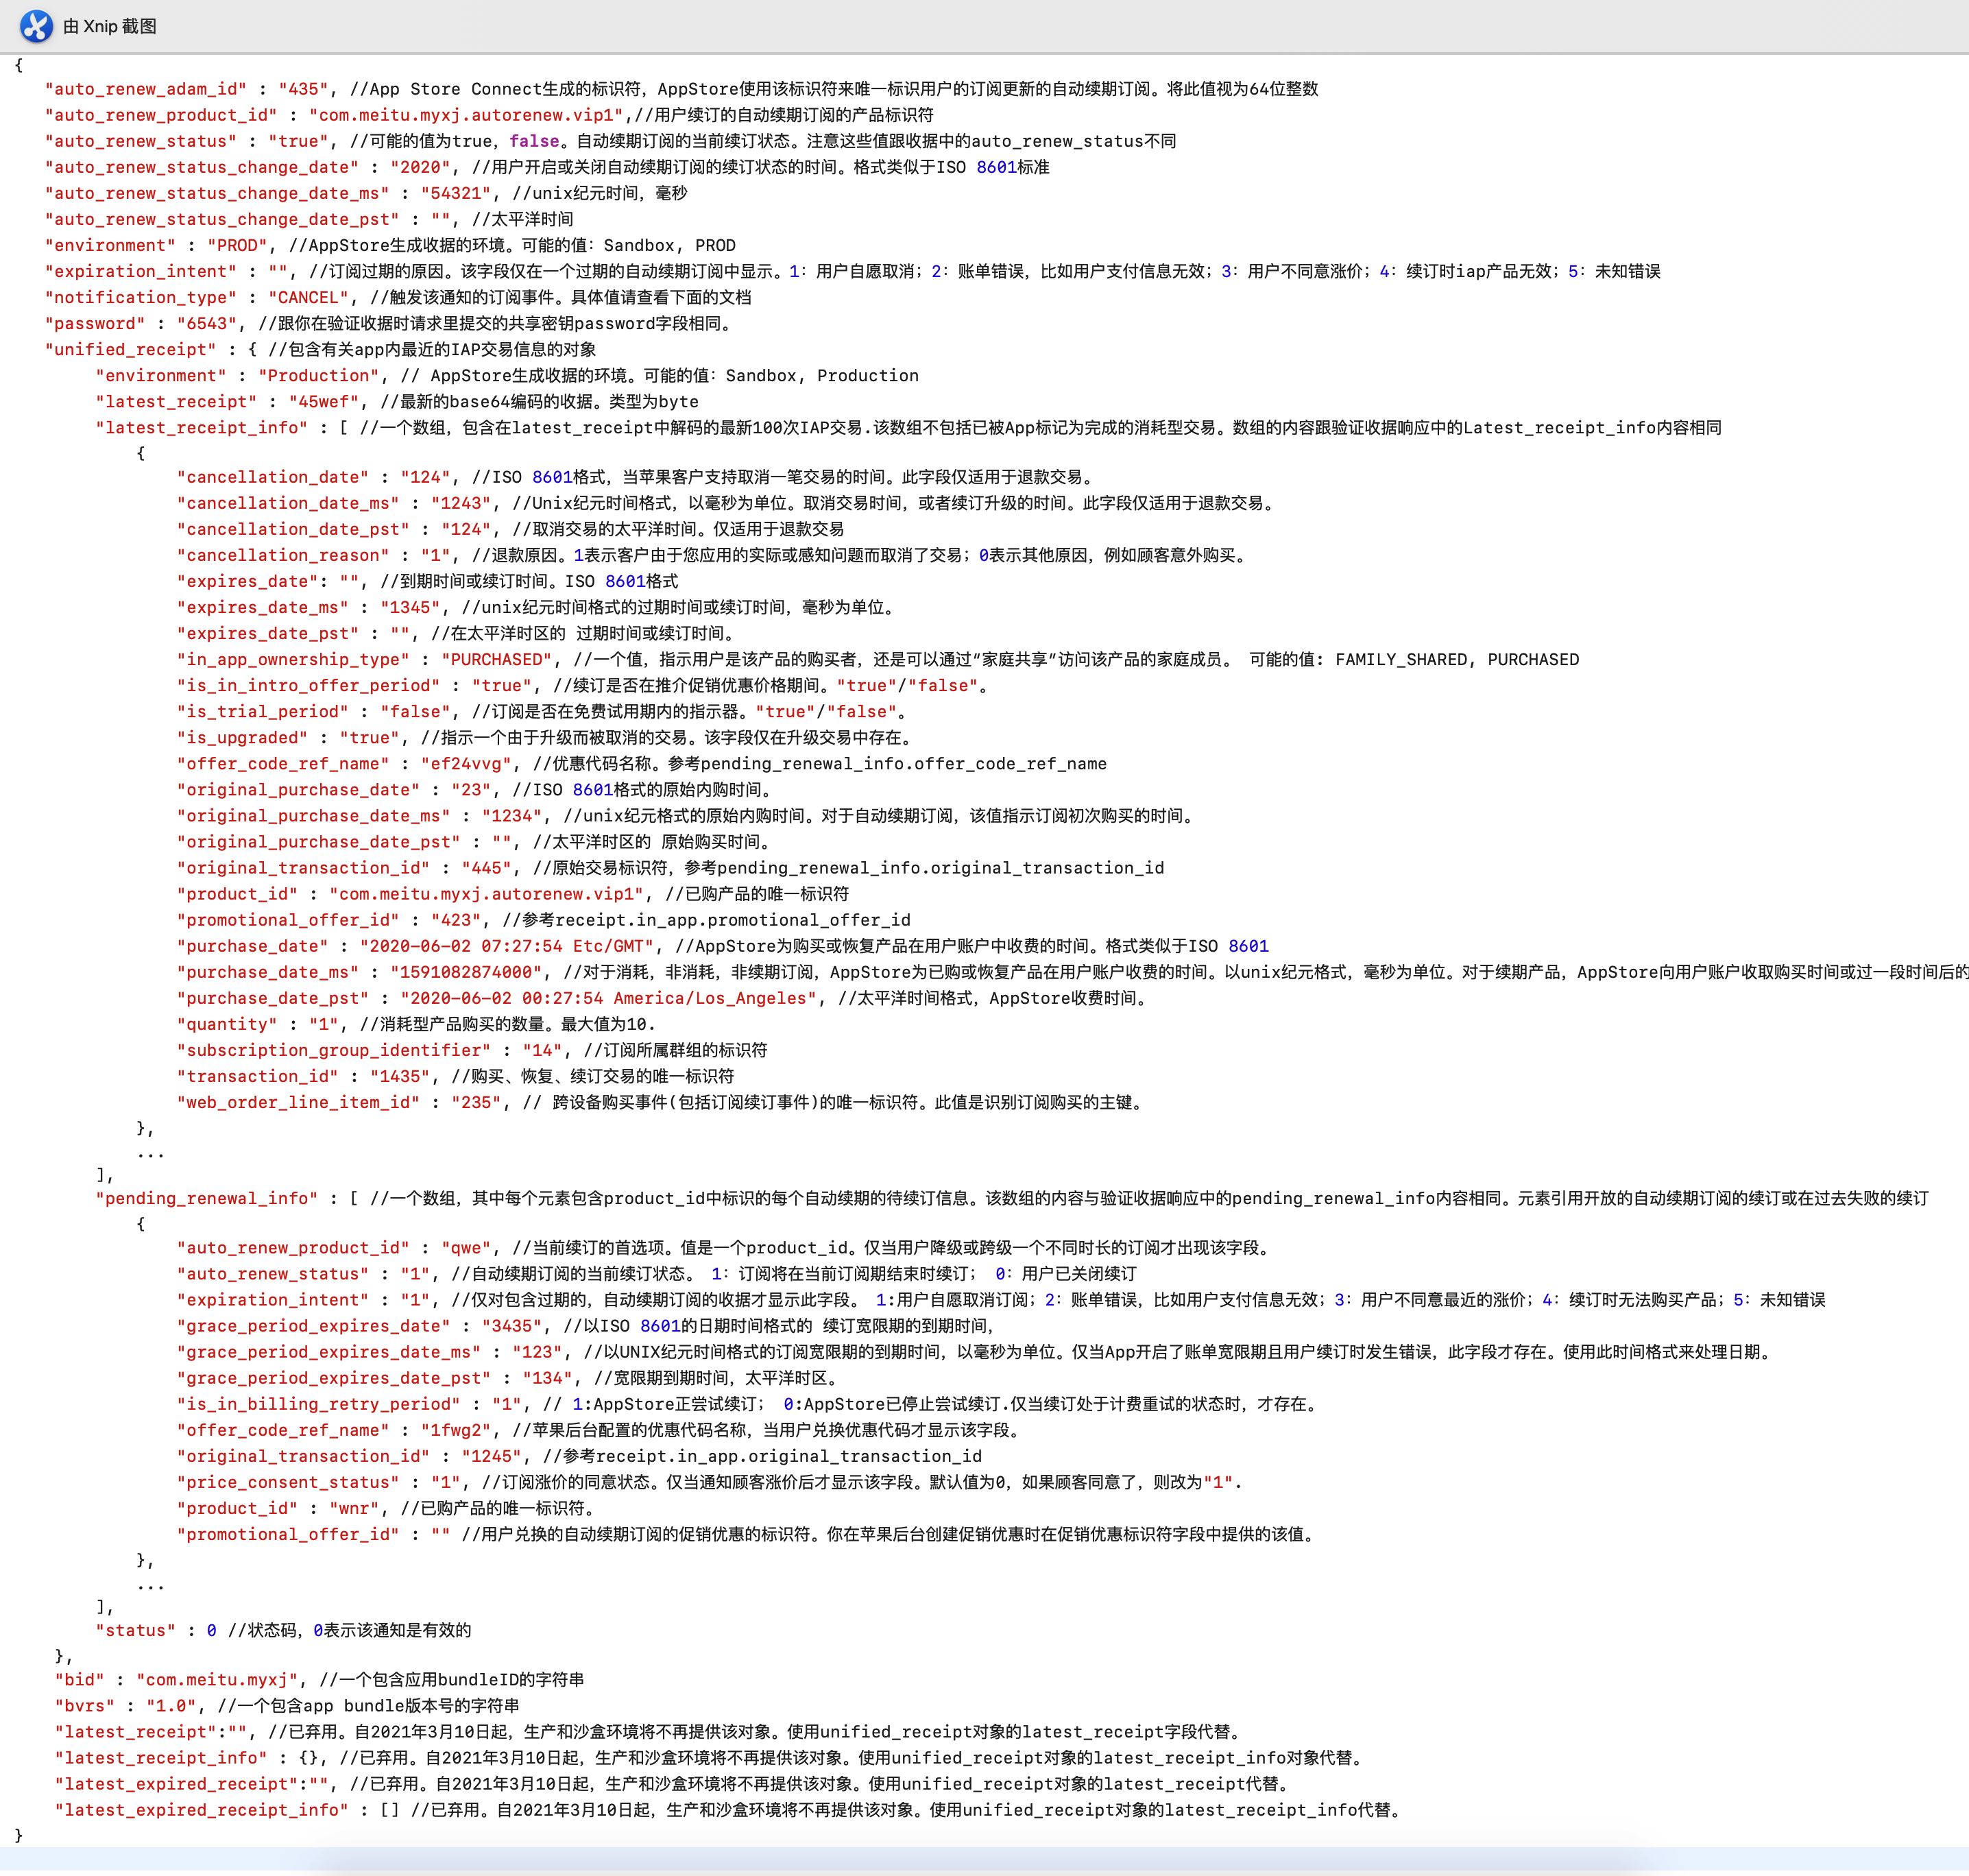 由 Xnip 截图
{
"auto_renew_adam_id" : "435", //App Store Connect生成的标识符，AppStore使用该标识符来唯一标识用户的订阅更新的自动续期订阅。将此值视为64位整数
"auto_renew_product_id" : "com.meitu.myxj.autorenew.vip1",//用户续订的自动续期订阅的产品标识符
"auto_renew_status" : "true", //可能的值为true，false。自动续期订阅的当前续订状态。注意这些值跟收据中的auto_renew_status不同
"auto_renew_status_change_date" : "2020", //用户开启或关闭自动续期订阅的续订状态的时间。格式类似于ISO 8601标准
"auto_renew_status_change_date_ms" : "54321", //unix纪元时间，毫秒
"auto_renew_status_change_date_pst" : "", //太平洋时间
"environment" : "PROD", //AppStore生成收据的环境。可能的值：Sandbox, PROD
"expiration_intent" : "", //订阅过期的原因。该字段仅在一个过期的自动续期订阅中显示。1：用户自愿取消；2：账单错误，比如用户支付信息无效；3：用户不同意涨价；4：续订时iap产品无效；5：未知错误
"notification_type" : "CANCEL", //触发该通知的订阅事件。具体值请查看下面的文档
"password" : "6543", //跟你在验证收据时请求里提交的共享密钥password字段相同。
"unified_receipt" : { //包含有关app内最近的IAP交易信息的对象
"environment" : "Production", // AppStore生成收据的环境。可能的值：Sandbox, Production
"latest_receipt" : "45wef", //最新的base64编码的收据。类型为byte
"latest_receipt_info" : [ //一个数组，包含在latest_receipt中解码的最新100次IAP交易.该数组不包括已被App标记为完成的消耗型交易。数组的内容跟验证收据响应中的Latest_receipt_info内容相同
{
"cancellation_date" : "124", //ISO 8601格式，当苹果客户支持取消一笔交易的时间。此字段仅适用于退款交易。
"cancellation_date_ms" : "1243", //Unix纪元时间格式，以毫秒为单位。取消交易时间，或者续订升级的时间。此字段仅适用于退款交易。
"cancellation_date_pst" : "124", //取消交易的太平洋时间。仅适用于退款交易
"cancellation_reason" : "1", //退款原因。1表示客户由于您应用的实际或感知问题而取消了交易；0表示其他原因，例如顾客意外购买。
"expires_date": "", //到期时间或续订时间。ISO 8601格式
"expires_date_ms" : "1345", //unix纪元时间格式的过期时间或续订时间，毫秒为单位。
"expires_date_pst" : "", //在太平洋时区的 过期时间或续订时间。
"in_app_ownership_type" : "PURCHASED", //一个值，指示用户是该产品的购买者，还是可以通过“家庭共享”访问该产品的家庭成员。 可能的值: FAMILY_SHARED, PURCHASED
"is_in_intro_offer_period" : "true", //续订是否在推介促销优惠价格期间。"true"/"false"。
"is_trial_period" : "false", //订阅是否在免费试用期内的指示器。"true"/"false"。
"is_upgraded" : "true", //指示一个由于升级而被取消的交易。该字段仅在升级交易中存在。
"offer_code_ref_name" : "ef24vvg", //优惠代码名称。参考pending_renewal_info.offer_code_ref_name
"original_purchase_date" : "23", //ISO 8601格式的原始内购时间。
"original_purchase_date_ms" : "1234", //unix纪元格式的原始内购时间。对于自动续期订阅，该值指示订阅初次购买的时间。
"original_purchase_date_pst" : "", //太平洋时区的 原始购买时间。
"original_transaction_id" : "445", //原始交易标识符，参考pending_renewal_info.original_transaction_id
"product_id" : "com.meitu.myxj.autorenew.vip1", //已购产品的唯一标识符
"promotional_offer_id" : "423", //参考receipt.in_app.promotional_offer_id
"purchase_date" : "2020-06-02 07:27:54 Etc/GMT", //AppStore为购买或恢复产品在用户账户中收费的时间。格式类似于ISO 8601
"purchase_date_ms" : "1591082874000", //对于消耗，非消耗，非续期订阅，AppStore为已购或恢复产品在用户账户收费的时间。以unix纪元格式，毫秒为单位。对于续期产品，AppStore向用户账户收取购买时间或过一段时间后的
"purchase_date_pst" : "2020-06-02 00:27:54 America/Los_Angeles", //太平洋时间格式，AppStore收费时间。
"quantity" : "1", //消耗型产品购买的数量。最大值为10.
"subscription_group_identifier" : "14", //订阅所属群组的标识符
"transaction_id" : "1435", //购买、恢复、续订交易的唯一标识符
"web_order_line_item_id" : "235", // 跨设备购买事件(包括订阅续订事件)的唯一标识符。此值是识别订阅购买的主键。
},
...
],
"pending_renewal_info" : [ //一个数组，其中每个元素包含product_id中标识的每个自动续期的待续订信息。该数组的内容与验证收据响应中的pending_renewal_info内容相同。元素引用开放的自动续期订阅的续订或在过去失败的续订
{
"auto_renew_product_id" : "qwe", //当前续订的首选项。值是一个product_id。仅当用户降级或跨级一个不同时长的订阅才出现该字段。
"auto_renew_status" : "1", //自动续期订阅的当前续订状态。 1：订阅将在当前订阅期结束时续订； 0：用户已关闭续订
"expiration_intent" : "1", //仅对包含过期的，自动续期订阅的收据才显示此字段。 1:用户自愿取消订阅；2：账单错误，比如用户支付信息无效；3：用户不同意最近的涨价；4：续订时无法购买产品；5：未知错误
"grace_period_expires_date" : "3435", //以ISO 8601的日期时间格式的 续订宽限期的到期时间，
"grace_period_expires_date_ms" : "123", //以UNIX纪元时间格式的订阅宽限期的到期时间，以毫秒为单位。仅当App开启了账单宽限期且用户续订时发生错误，此字段才存在。使用此时间格式来处理日期。
"grace_period_expires_date_pst" : "134", //宽限期到期时间，太平洋时区。
"is_in_billing_retry_period" : "1", // 1:AppStore正尝试续订； 0:AppStore已停止尝试续订.仅当续订处于计费重试的状态时，才存在。
"offer_code_ref_name" : "1fwg2", //苹果后台配置的优惠代码名称，当用户兑换优惠代码才显示该字段。
"original_transaction_id" : "1245", //参考receipt.in_app.original_transaction_id
"price_consent_status" : "1", //订阅涨价的同意状态。仅当通知顾客涨价后才显示该字段。默认值为0，如果顾客同意了，则改为"1".
"product_id" : "wnr", //已购产品的唯一标识符。
"promotional_offer_id" : "" //用户兑换的自动续期订阅的促销优惠的标识符。你在苹果后台创建促销优惠时在促销优惠标识符字段中提供的该值。
},
...
],
"status" : 0 //状态码，0表示该通知是有效的
},
"bid" : "com.meitu.myxj", //一个包含应用bundleID的字符串
"bvrs" : "1.0", //一个包含app bundle版本号的字符串
"latest_receipt":"", //已弃用。自2021年3月10日起，生产和沙盒环境将不再提供该对象。使用unified_receipt对象的latest_receipt字段代替。
"latest_receipt_info" : {}, //已弃用。自2021年3月10日起，生产和沙盒环境将不再提供该对象。使用unified_receipt对象的latest_receipt_info对象代替。
"latest_expired_receipt":"", //已弃用。自2021年3月10日起，生产和沙盒环境将不再提供该对象。使用unified_receipt对象的latest_receipt代替。
"latest_expired_receipt_info" : [] //已弃用。自2021年3月10日起，生产和沙盒环境将不再提供该对象。使用unified_receipt对象的latest_receipt_info代替。
}